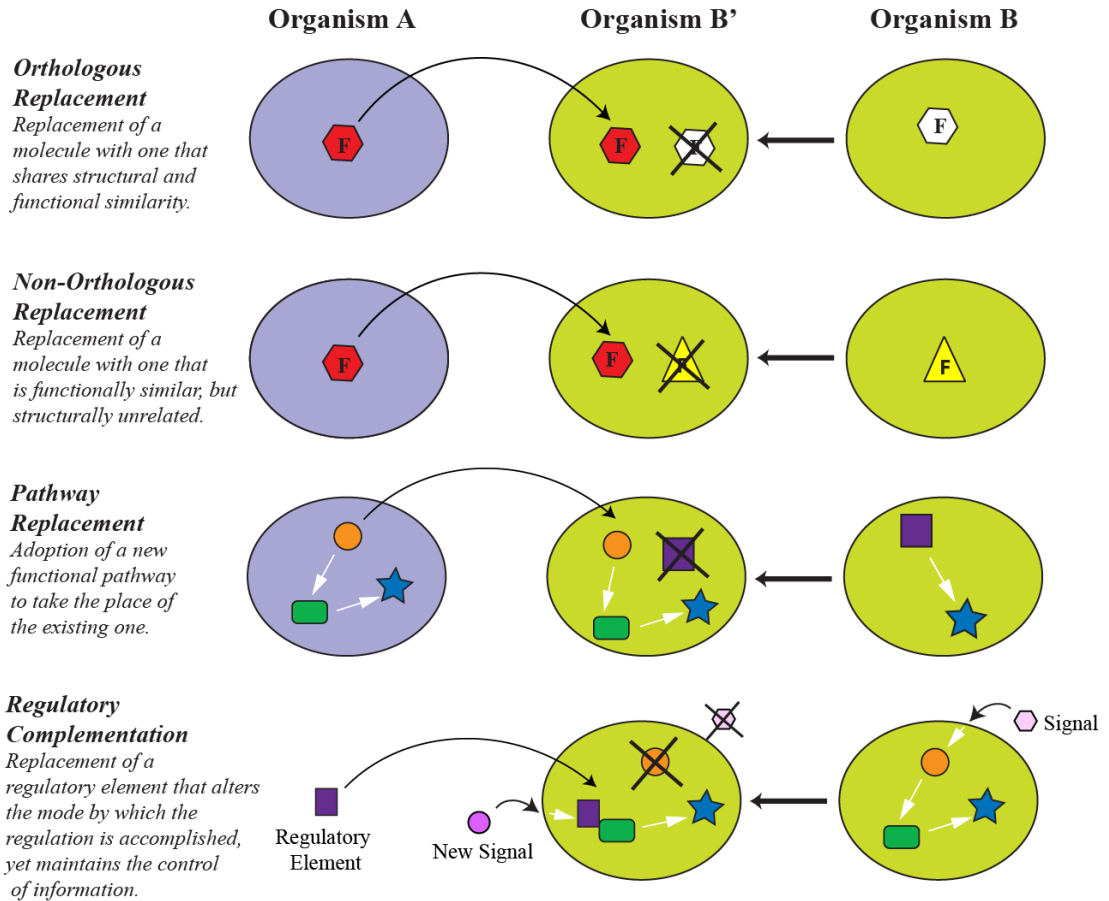 Organism A
Organism B’
Organism B
Orthologous
Replacement
Replacement of a
molecule with one that
shares structural and
functional similarity.
F
F
F
F
Non-Orthologous
Replacement
Replacement of a
molecule with one that
is functionally similar, but
structurally unrelated.
F
F
F
F
Pathway
Replacement
Adoption of a new
functional pathway
to take the place of
the existing one.
Regulatory
Complementation
Replacement of a
regulatory element that alters
the mode by which the
regulation is accomplished,
yet maintains the control
of information.
Regulatory
Element
New Signal
Signal